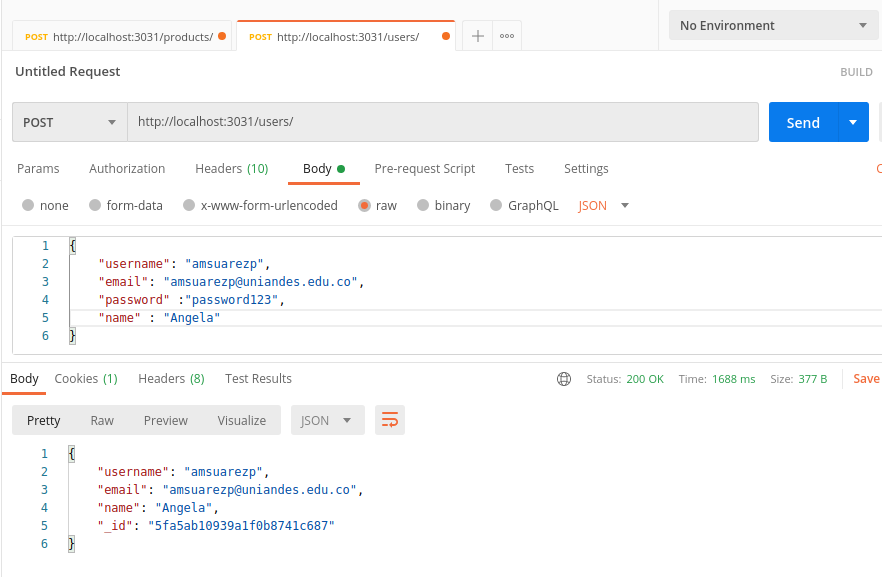 POST http://localhost:3031/products/ POST http://localhost:3031/users/ No Environment
Untitled Request BUILD
POST http://localhost:3031/users/ Send
Params Authorization Headers (10) Body Pre-request Script Tests Settings
none form-data x-www-form-urlencoded raw binary GraphQL JSON
1 {
2 "username": "amsuarezp",
3 "email": "amsuarezp@uniandes.edu.co",
4 "password" :"password123",
5 "name" : "Angela"
6 }
Body Cookies (1) Headers (8) Test Results Status: 200 OK Time: 1688 ms Size: 377 B Save
Pretty Raw Preview Visualize JSON
1 {
2 "username": "amsuarezp",
3 "email": "amsuarezp@uniandes.edu.co",
4 "name": "Angela",
5 "_id": "5fa5ab10939a1f0b8741c687"
6 }